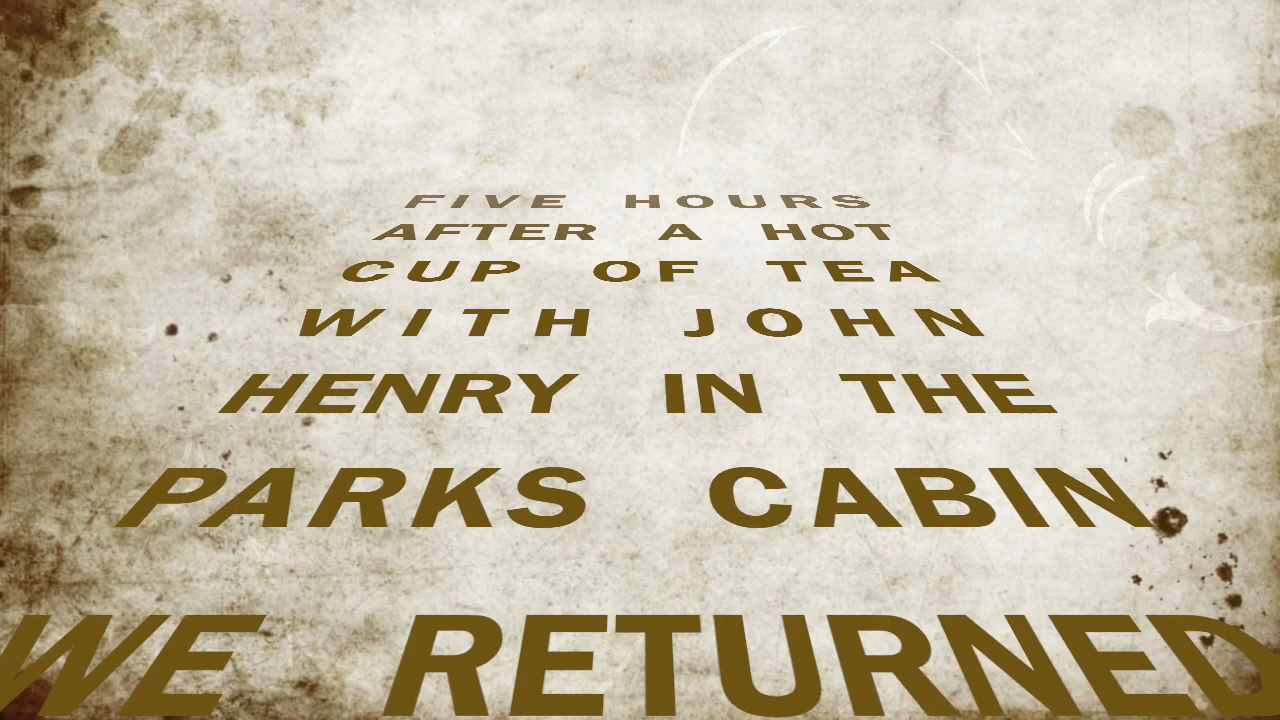 FIVE HOURS
AFTER A HOT
CUP OF TEA
WITH JOHN
HENRY IN THE
PARKS CABIN
WE RETURNED